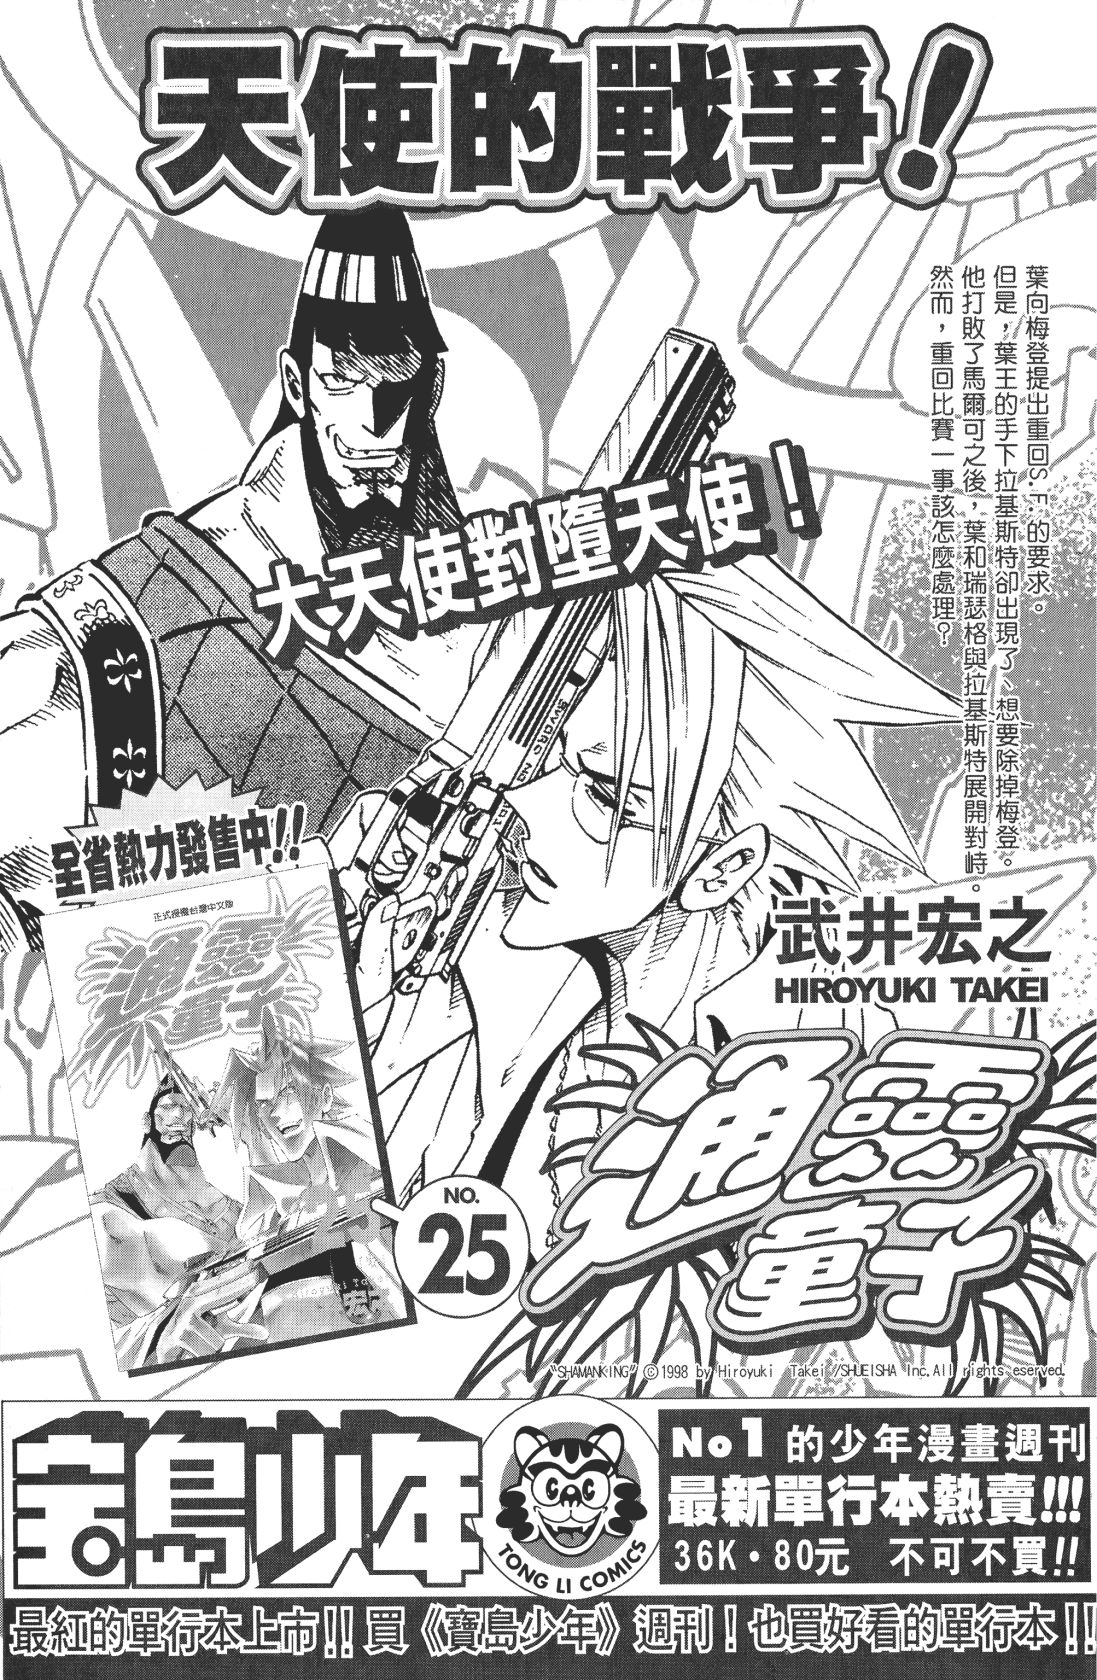 天使的戰爭！
葉向梅登提出重回S.F.的要求。
但是，葉王的手下拉基斯特卻出現了、想要除掉梅登。
他打敗了馬爾可之後，葉和瑞瑟格與拉基斯特展開對峙。
然而，重回比賽一事該怎麼處理？
大天使對墮天使！
全省熱力發售中!!
正式授權台灣中文版
通靈童子
武井宏之
HIROYUKI TAKEI
通靈
童子
NO.
25
"SHAMANKING" ©1998 by Hiroyuki Takei/SHUEISHA Inc.All rights eserved.
寶島少年
TONG LI COMICS
No1 的少年漫畫週刊
最新單行本熱賣!!!
36K・80元 不可不買!!
最紅的單行本上市!! 買《寶島少年》週刊！也買好看的單行本!!